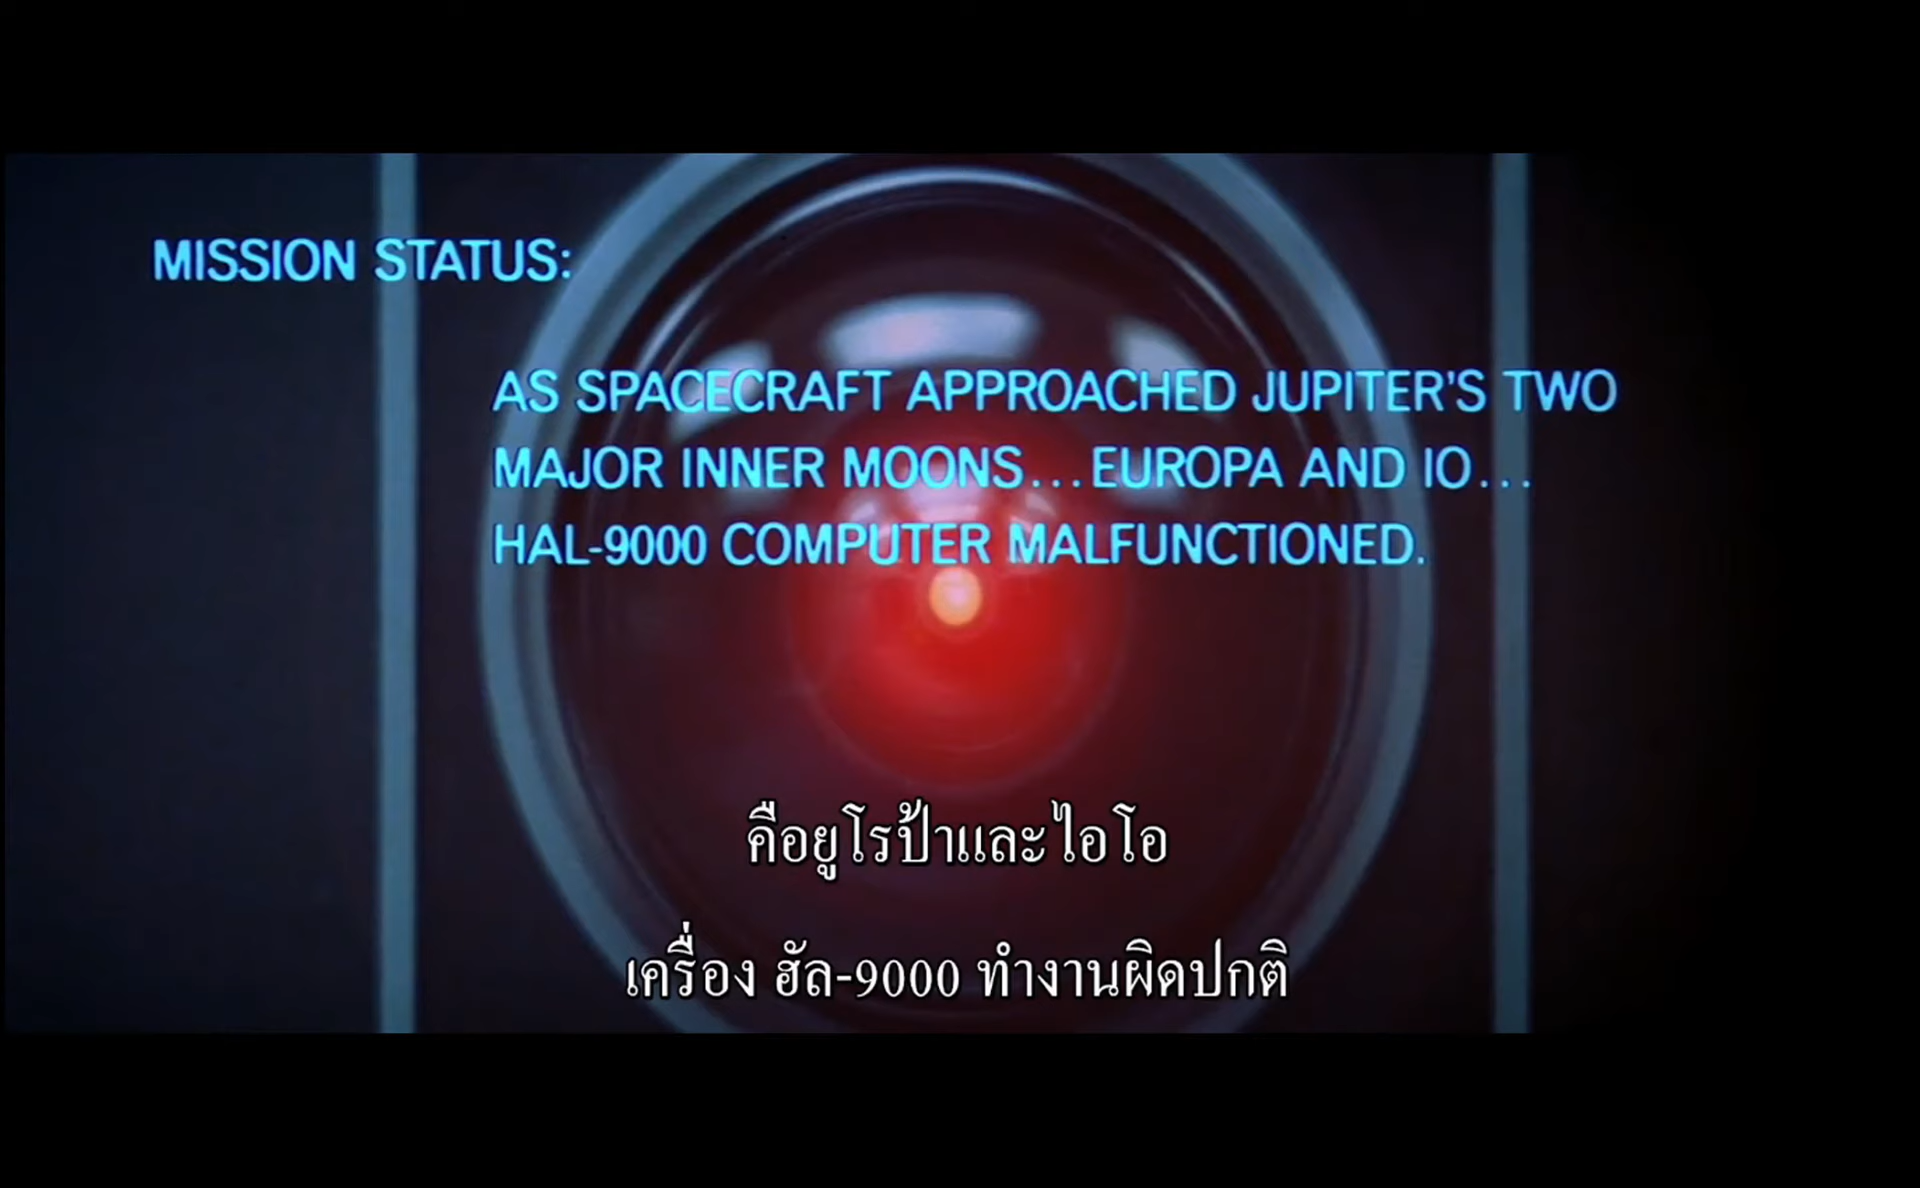 MISSION STATUS:
AS SPACECRAFT APPROACHED JUPITER'S TWO
MAJOR INNER MOONS...EUROPA AND IO...
HAL-9000 COMPUTER MALFUNCTIONED.
คือยูโรป้าและไอโอ
เครื่อง ฮัล-9000 ทำงานผิดปกติ